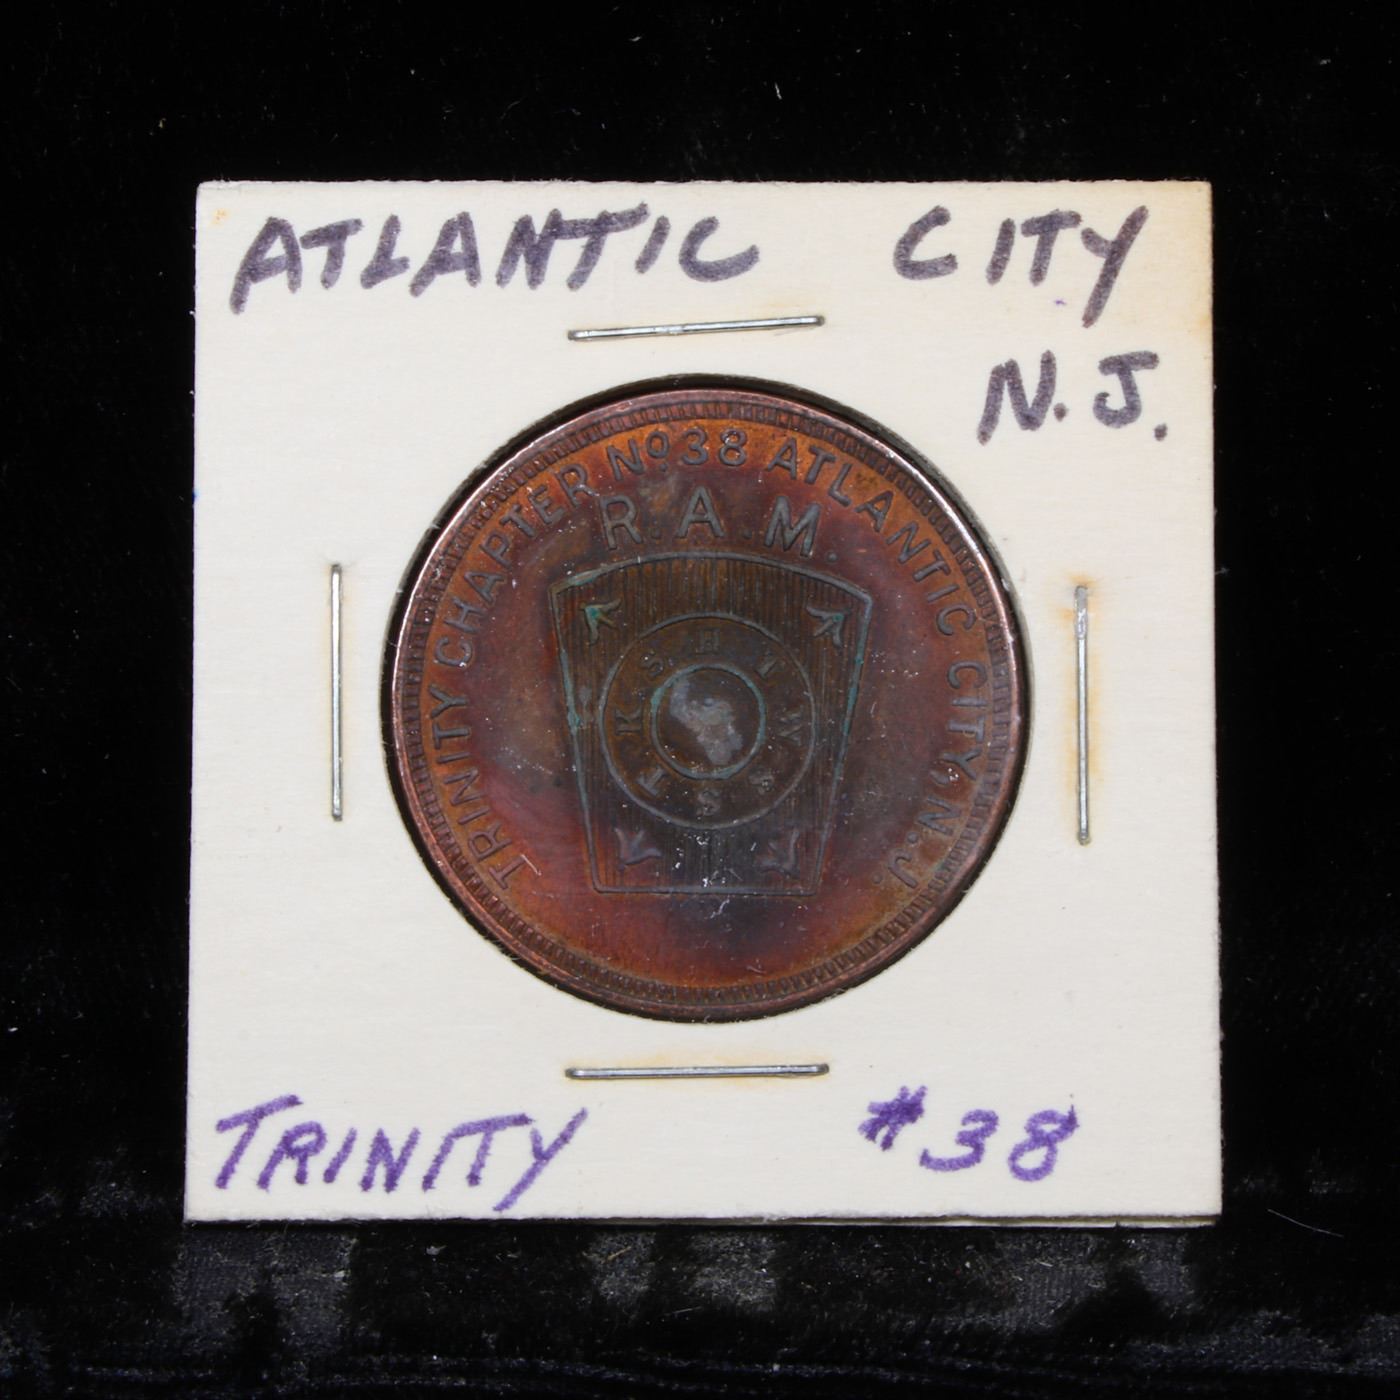 ATLANTIC CITY
N.J.
TRINITY CHAPTER No. 38 ATLANTIC CITY, N.J.
R.A.M.
H T W S S T K S
TRINITY #38